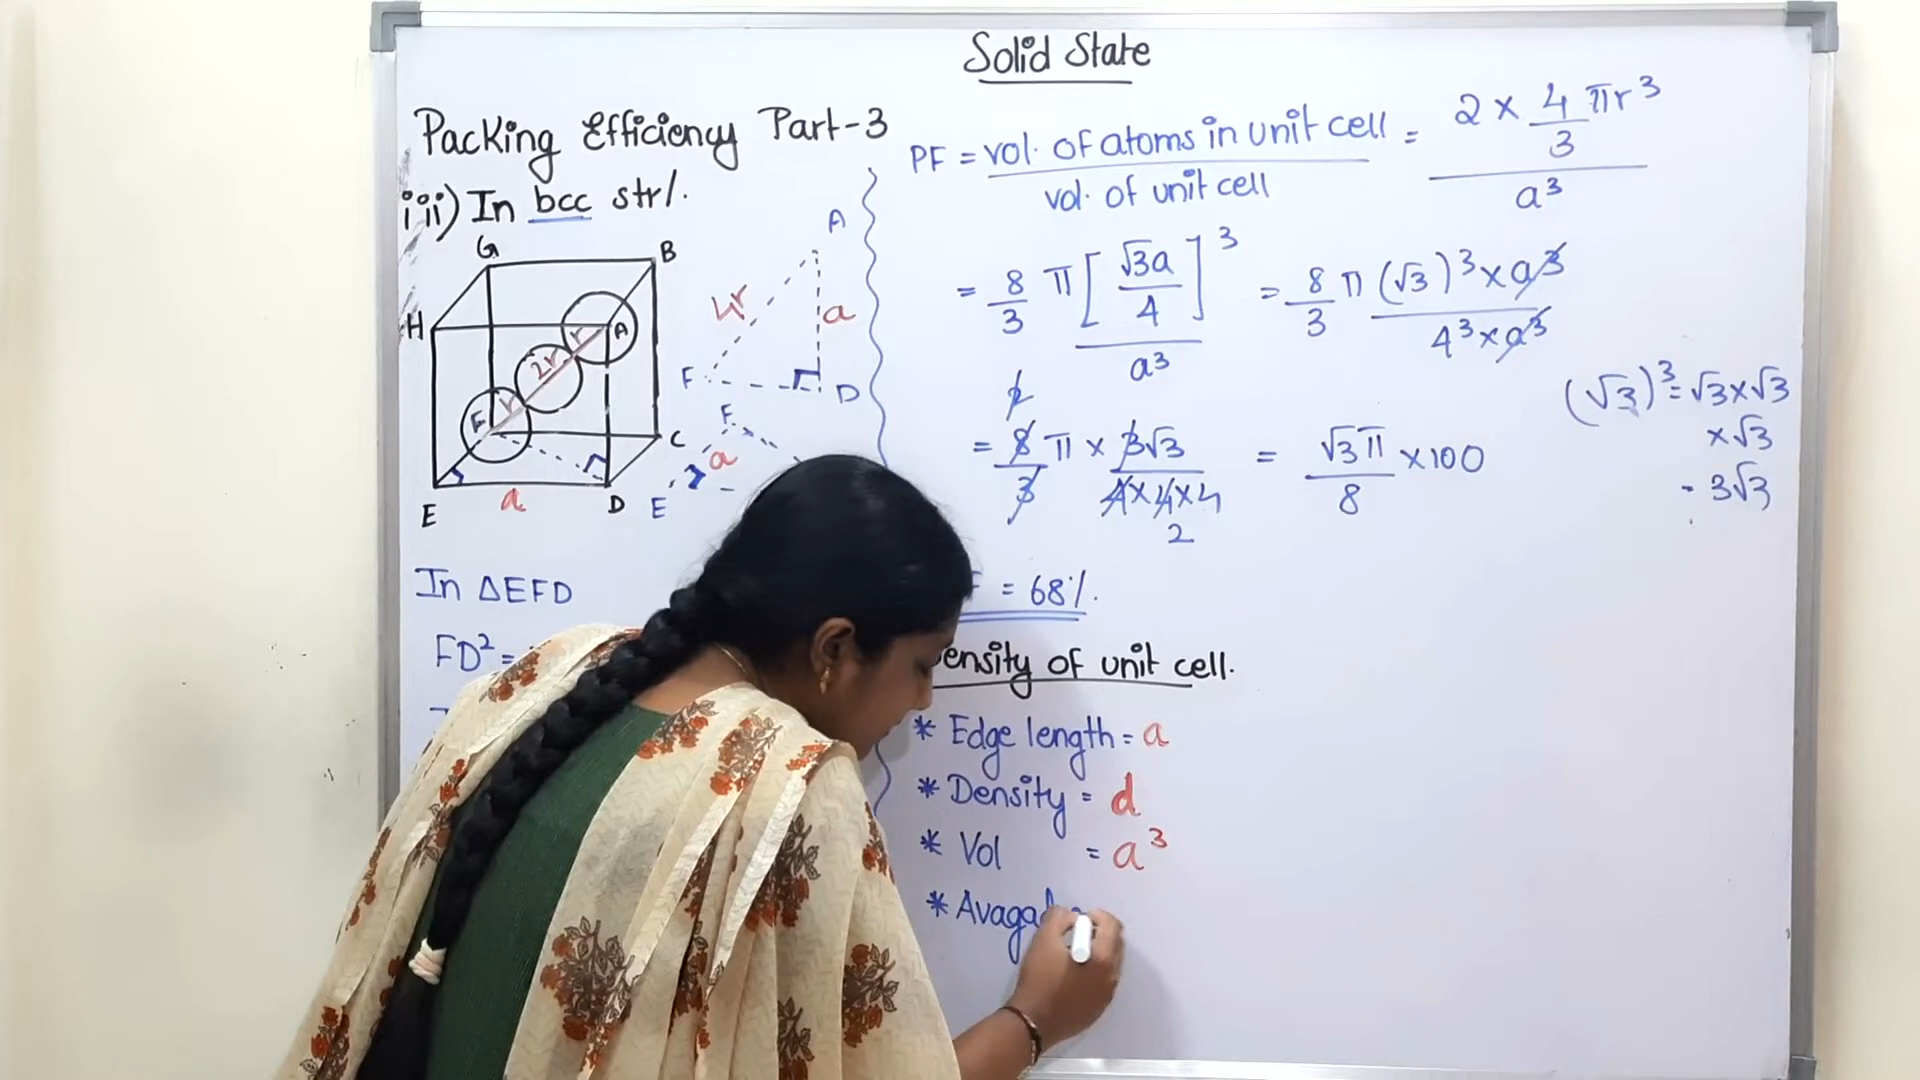 Solid State
Packing Efficiency Part-3
iii) In bcc str/.
G
B
H
A
r
2r
r
F
C
E
a
D
A
4r
a
F
D
F
a
E
In ΔEFD
FD² =
PF = vol. of atoms in unit cell / vol. of unit cell = 2 × 4/3 πr³ / a³
= 8/3 π [√3a/4]³ / a³ = 8/3 π (√3)³ × a³ / 4³ × a³
(√3)³ = √3×√3
×√3
- 3√3
2
= 8/3 π × 3√3 / 4×4×4 = √3π/8 ×100
2
= 68%.
ensity of unit cell.
* Edge length = a
* Density = d
* Vol = a³
* Avagad